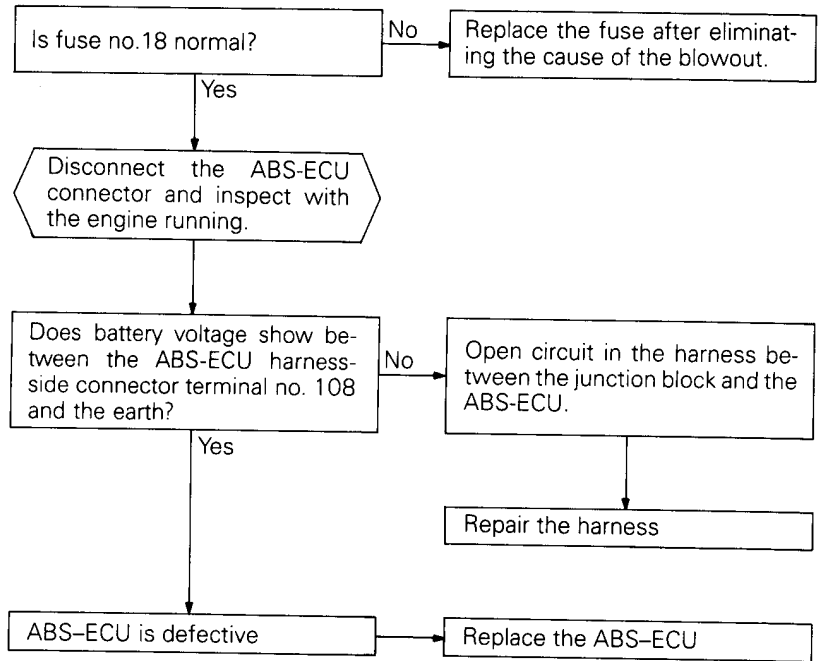 Is fuse no.18 normal?
No
Replace the fuse after eliminat-
ing the cause of the blowout.
Yes
Disconnect the ABS-ECU
connector and inspect with
the engine running.
Does battery voltage show be-
tween the ABS-ECU harness-
side connector terminal no. 108
and the earth?
No
Open circuit in the harness be-
tween the junction block and the
ABS-ECU.
Yes
Repair the harness
ABS–ECU is defective
Replace the ABS–ECU